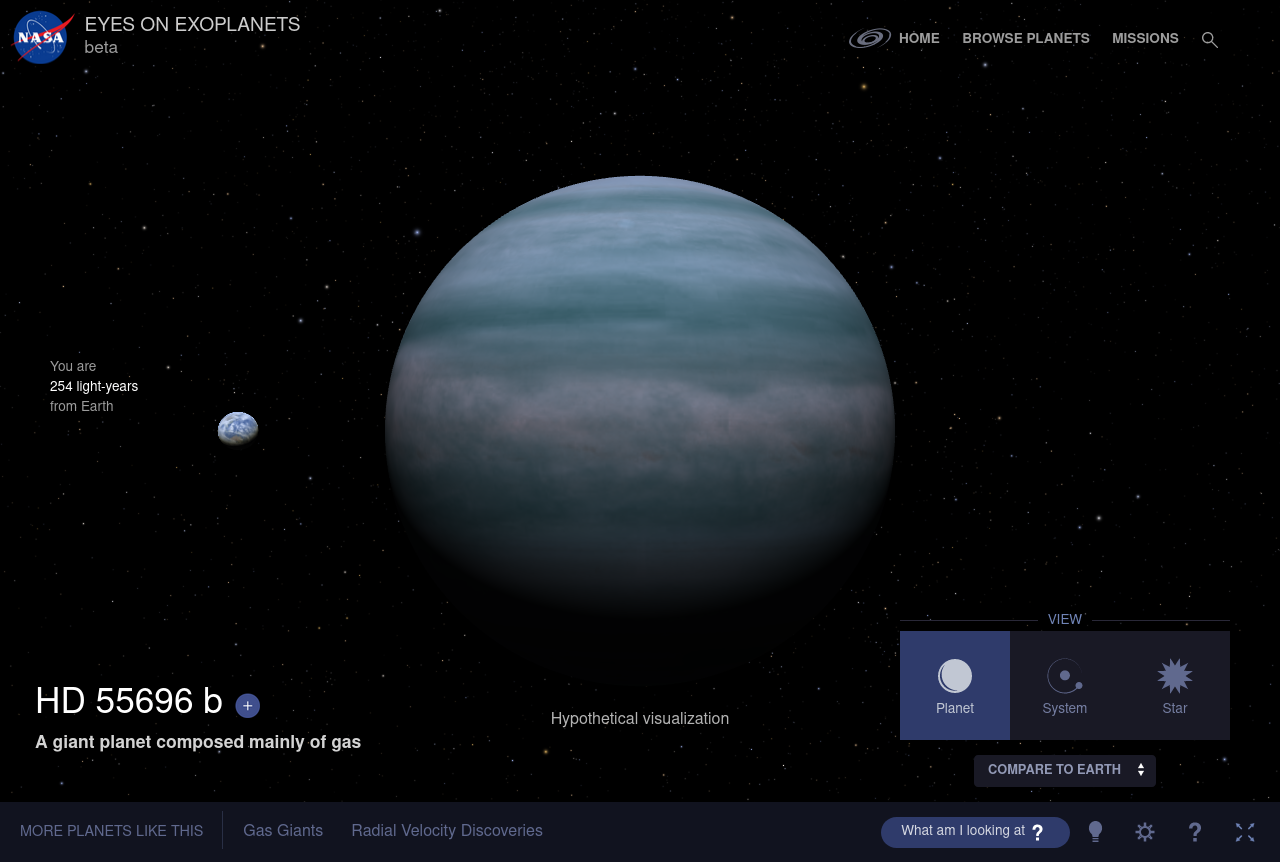 NASA
EYES ON EXOPLANETS
beta
HOME
BROWSE PLANETS
MISSIONS
You are
254 light-years
from Earth
VIEW
Planet
System
Star
HD 55696 b +
A giant planet composed mainly of gas
Hypothetical visualization
COMPARE TO EARTH
MORE PLANETS LIKE THIS
Gas Giants
Radial Velocity Discoveries
What am I looking at ?
?